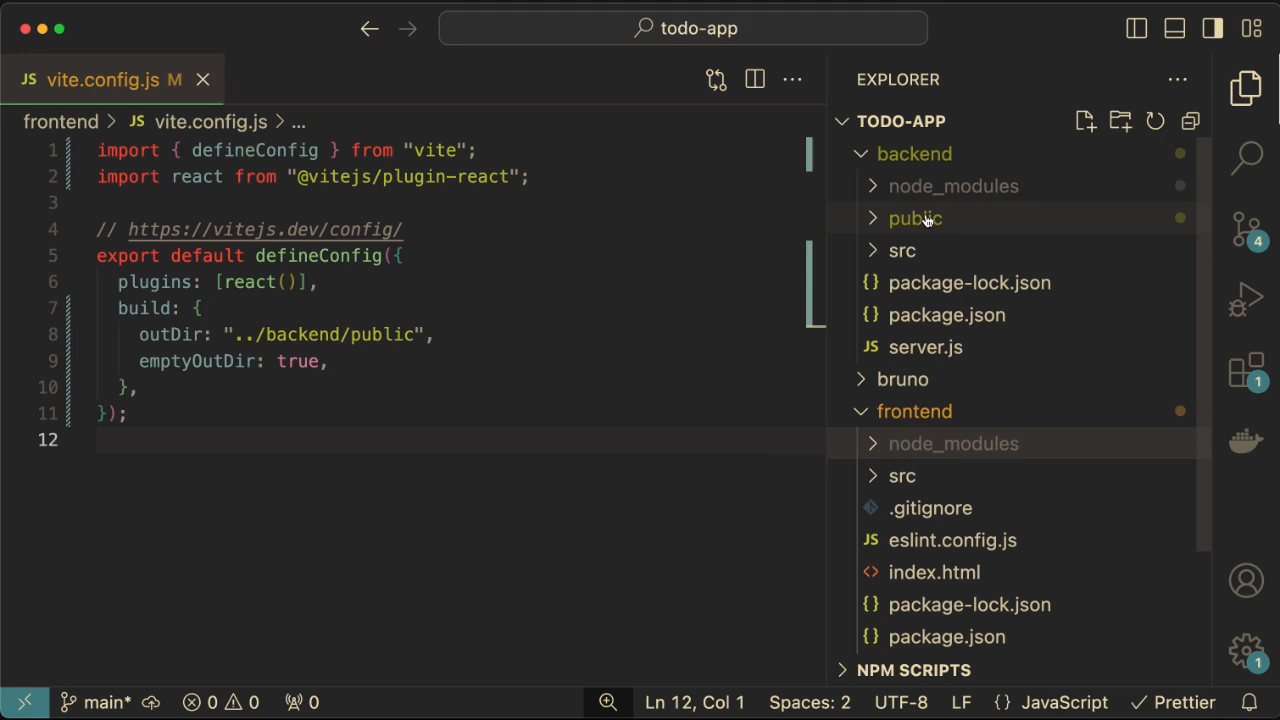 todo-app
JS vite.config.js M
frontend > JS vite.config.js > ...
1 import { defineConfig } from "vite";
2 import react from "@vitejs/plugin-react";
3
4 // https://vitejs.dev/config/
5 export default defineConfig({
6   plugins: [react()],
7   build: {
8     outDir: "../backend/public",
9     emptyOutDir: true,
10   },
11 });
12
EXPLORER
TODO-APP
backend
node_modules
public
src
{} package-lock.json
{} package.json
JS server.js
bruno
frontend
node_modules
src
.gitignore
JS eslint.config.js
<> index.html
{} package-lock.json
{} package.json
NPM SCRIPTS
4
1
1
main* 0 0 0 Ln 12, Col 1 Spaces: 2 UTF-8 LF {} JavaScript Prettier